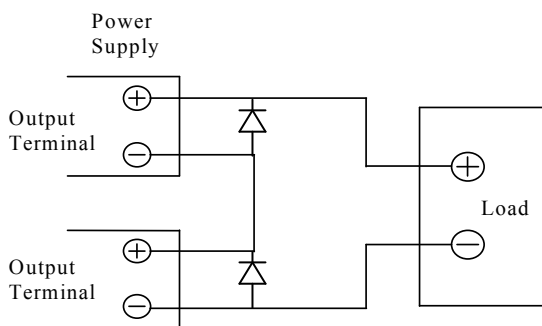 Power
Supply
Output
Terminal
+
−
Load
+
−
Output
Terminal
+
−